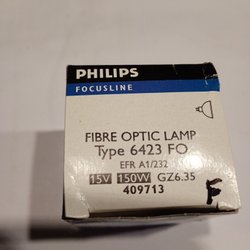 PHILIPS
FOCUSLINE
FIBRE OPTIC LAMP
Type 6423 FO
EFR A1/232
15V 150W GZ6.35
409713
F